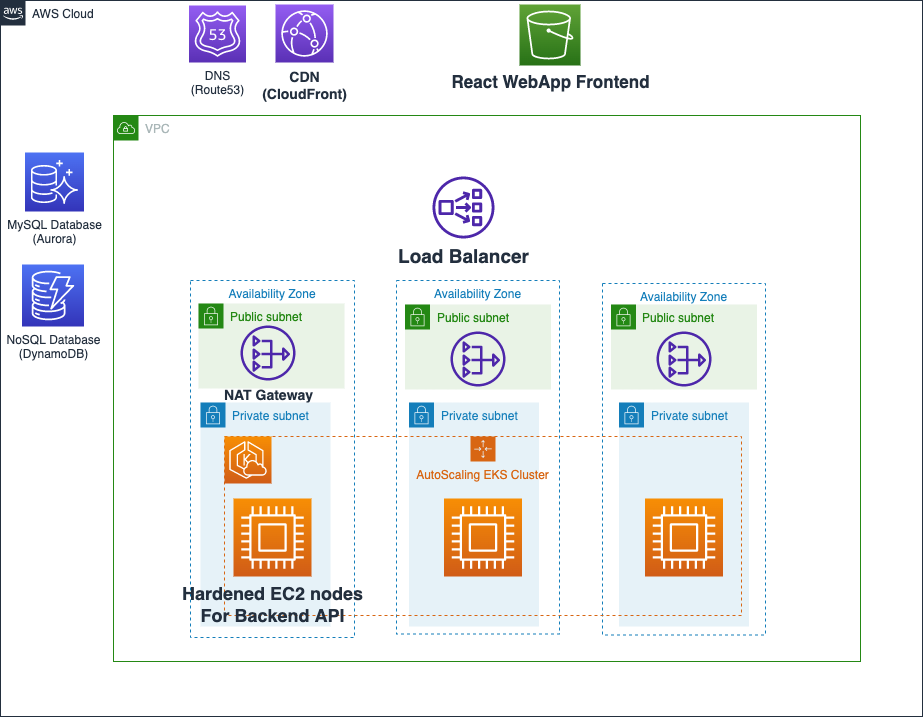 aws
AWS Cloud
53
DNS
(Route53)
CDN
(CloudFront)
React WebApp Frontend
VPC
MySQL Database
(Aurora)
NoSQL Database
(DynamoDB)
Load Balancer
Availability Zone
Public subnet
NAT Gateway
Private subnet
K
Hardened EC2 nodes
For Backend API
Availability Zone
Public subnet
Private subnet
AutoScaling EKS Cluster
Availability Zone
Public subnet
Private subnet